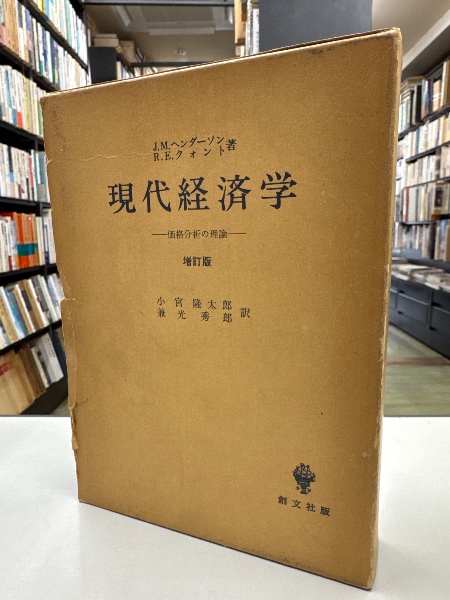 J.M.ヘンダーソン
R.E.クォント 著
現代経済学
―価格分析の理論―
増訂版
小宮隆太郎
兼光秀郎 訳
創文社版